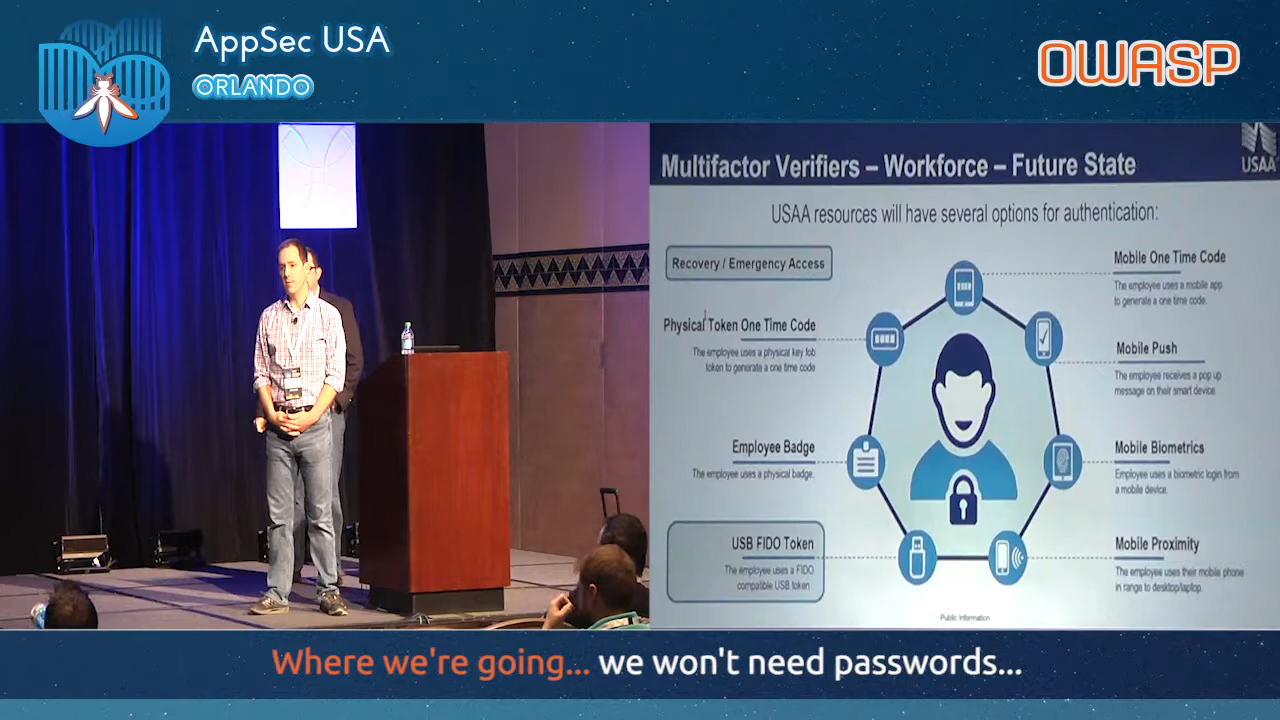 AppSec USA
ORLANDO
OWASP
Multifactor Verifiers – Workforce – Future State
USAA
USAA resources will have several options for authentication:
Recovery / Emergency Access
Physical Token One Time Code
The employee uses a physical key fob
token to generate a one time code
Employee Badge
The employee uses a physical badge.
USB FIDO Token
The employee uses a FIDO
compatible USB token
Mobile One Time Code
The employee uses a mobile app
to generate a one time code.
Mobile Push
The employee receives a pop up
message on their smart device.
Mobile Biometrics
Employee uses a biometric login from
a mobile device.
Mobile Proximity
The employee uses their mobile phone
in range to desktop/laptop.
Public Information
Where we're going... we won't need passwords...